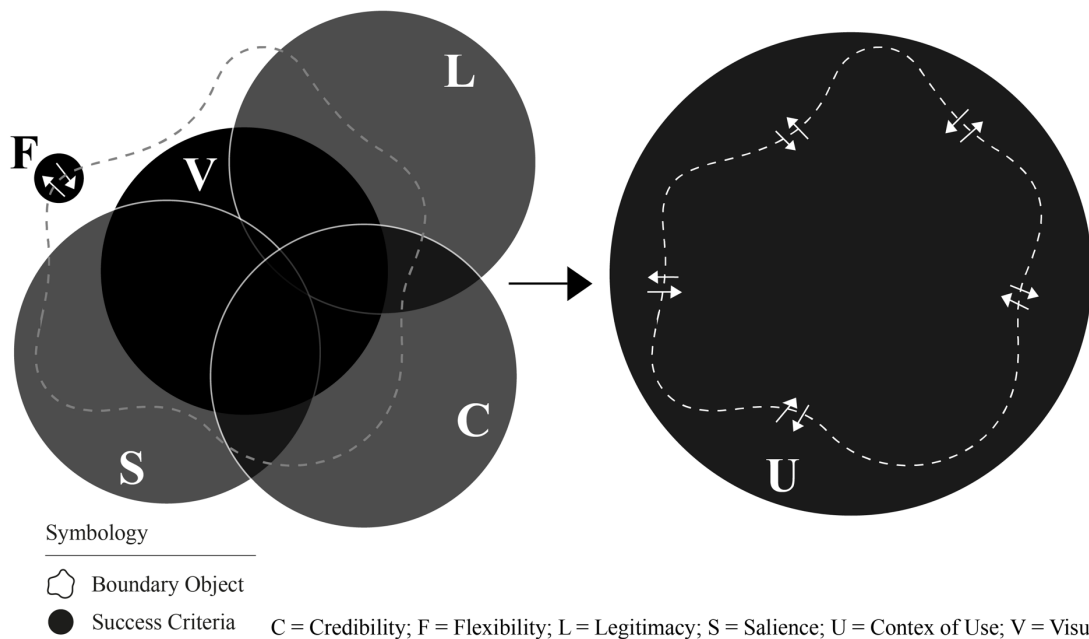 L
F
V
C
S
U
Symbology
Boundary Object
Success Criteria
C = Credibility; F = Flexibility; L = Legitimacy; S = Salience; U = Contex of Use; V = Visu